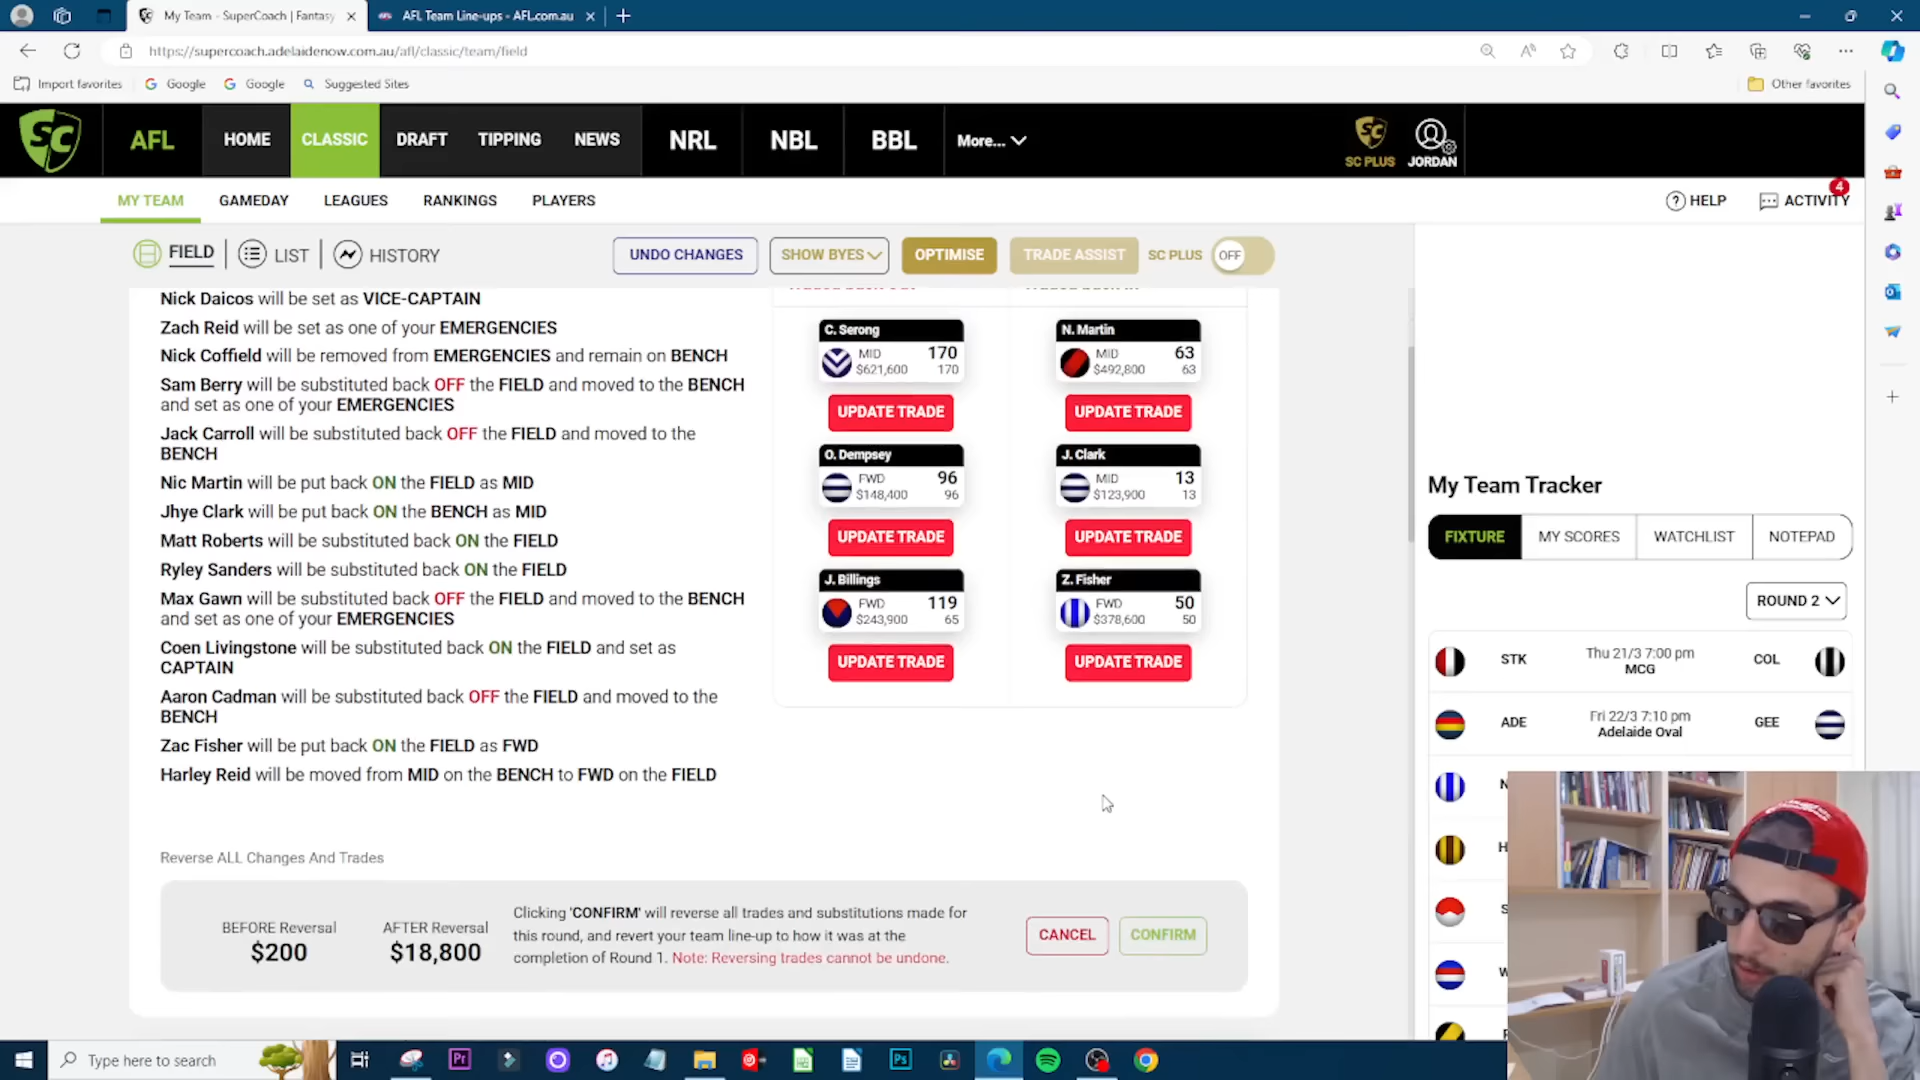 My Team - SuperCoach | Fantasy
AFL Team Line-ups - AFL.com.au
https://supercoach.adelaidenow.com.au/afl/classic/team/field
Import favorites
Google
Google
Suggested Sites
Other favorites
SC
AFL
HOME
CLASSIC
DRAFT
TIPPING
NEWS
NRL
NBL
BBL
More...
SC
SC PLUS
JORDAN
MY TEAM
GAMEDAY
LEAGUES
RANKINGS
PLAYERS
HELP
ACTIVITY
4
FIELD
LIST
HISTORY
UNDO CHANGES
SHOW BYES
OPTIMISE
TRADE ASSIST
SC PLUS
OFF
Nick Daicos will be set as VICE-CAPTAIN
Zach Reid will be set as one of your EMERGENCIES
Nick Coffield will be removed from EMERGENCIES and remain on BENCH
Sam Berry will be substituted back OFF the FIELD and moved to the BENCH
and set as one of your EMERGENCIES
Jack Carroll will be substituted back OFF the FIELD and moved to the
BENCH
Nic Martin will be put back ON the FIELD as MID
Jhye Clark will be put back ON the BENCH as MID
Matt Roberts will be substituted back ON the FIELD
Ryley Sanders will be substituted back ON the FIELD
Max Gawn will be substituted back OFF the FIELD and moved to the BENCH
and set as one of your EMERGENCIES
Coen Livingstone will be substituted back ON the FIELD and set as
CAPTAIN
Aaron Cadman will be substituted back OFF the FIELD and moved to the
BENCH
Zac Fisher will be put back ON the FIELD as FWD
Harley Reid will be moved from MID on the BENCH to FWD on the FIELD
C. Serong
MID 170
$621,600 170
UPDATE TRADE
N. Martin
MID 63
$492,800 63
UPDATE TRADE
O. Dempsey
FWD 96
$148,400 96
UPDATE TRADE
J. Clark
MID 13
$123,900 13
UPDATE TRADE
J. Billings
FWD 119
$243,900 65
UPDATE TRADE
Z. Fisher
FWD 50
$378,600 50
UPDATE TRADE
Reverse ALL Changes And Trades
BEFORE Reversal
$200
AFTER Reversal
$18,800
Clicking 'CONFIRM' will reverse all trades and substitutions made for
this round, and revert your team line-up to how it was at the
completion of Round 1. Note: Reversing trades cannot be undone.
CANCEL
CONFIRM
My Team Tracker
FIXTURE
MY SCORES
WATCHLIST
NOTEPAD
ROUND 2
STK
Thu 21/3 7:00 pm
MCG
COL
ADE
Fri 22/3 7:10 pm
Adelaide Oval
GEE
Type here to search
Pr
Ps